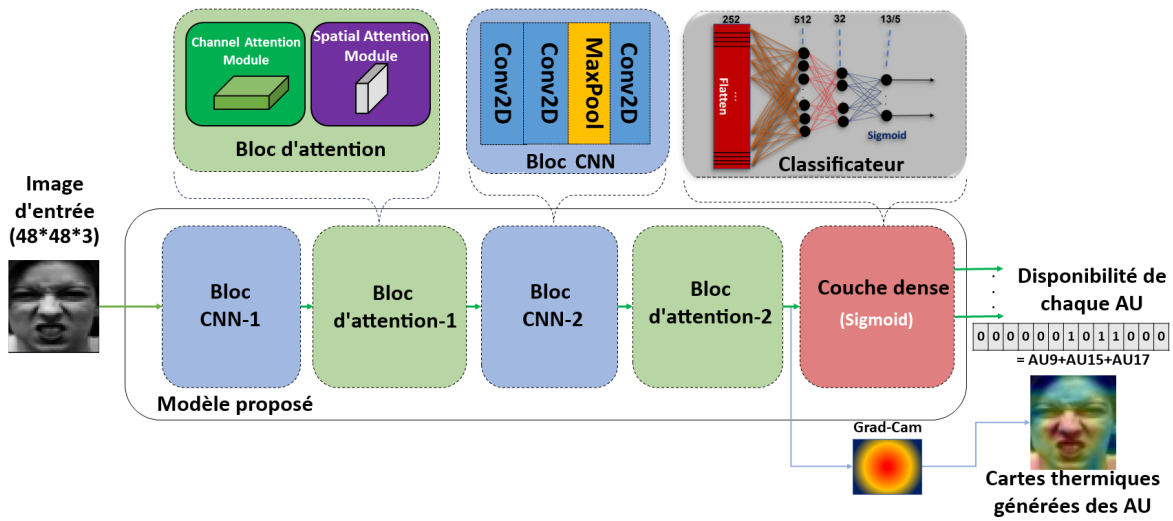 Channel Attention
Module
Spatial Attention
Module
Bloc d'attention
Conv2D
Conv2D
MaxPool
Conv2D
Bloc CNN
252
512
32
13/5
Flatten
...
Sigmoid
Classificateur
Image
d'entrée
(48*48*3)
Bloc
CNN-1
Bloc
d'attention-1
Bloc
CNN-2
Bloc
d'attention-2
Couche dense
(Sigmoid)
Modèle proposé
Disponibilité de
chaque AU
0 0 0 0 0 0 1 0 1 1 0 0 0
= AU9+AU15+AU17
Grad-Cam
Cartes thermiques
générées des AU